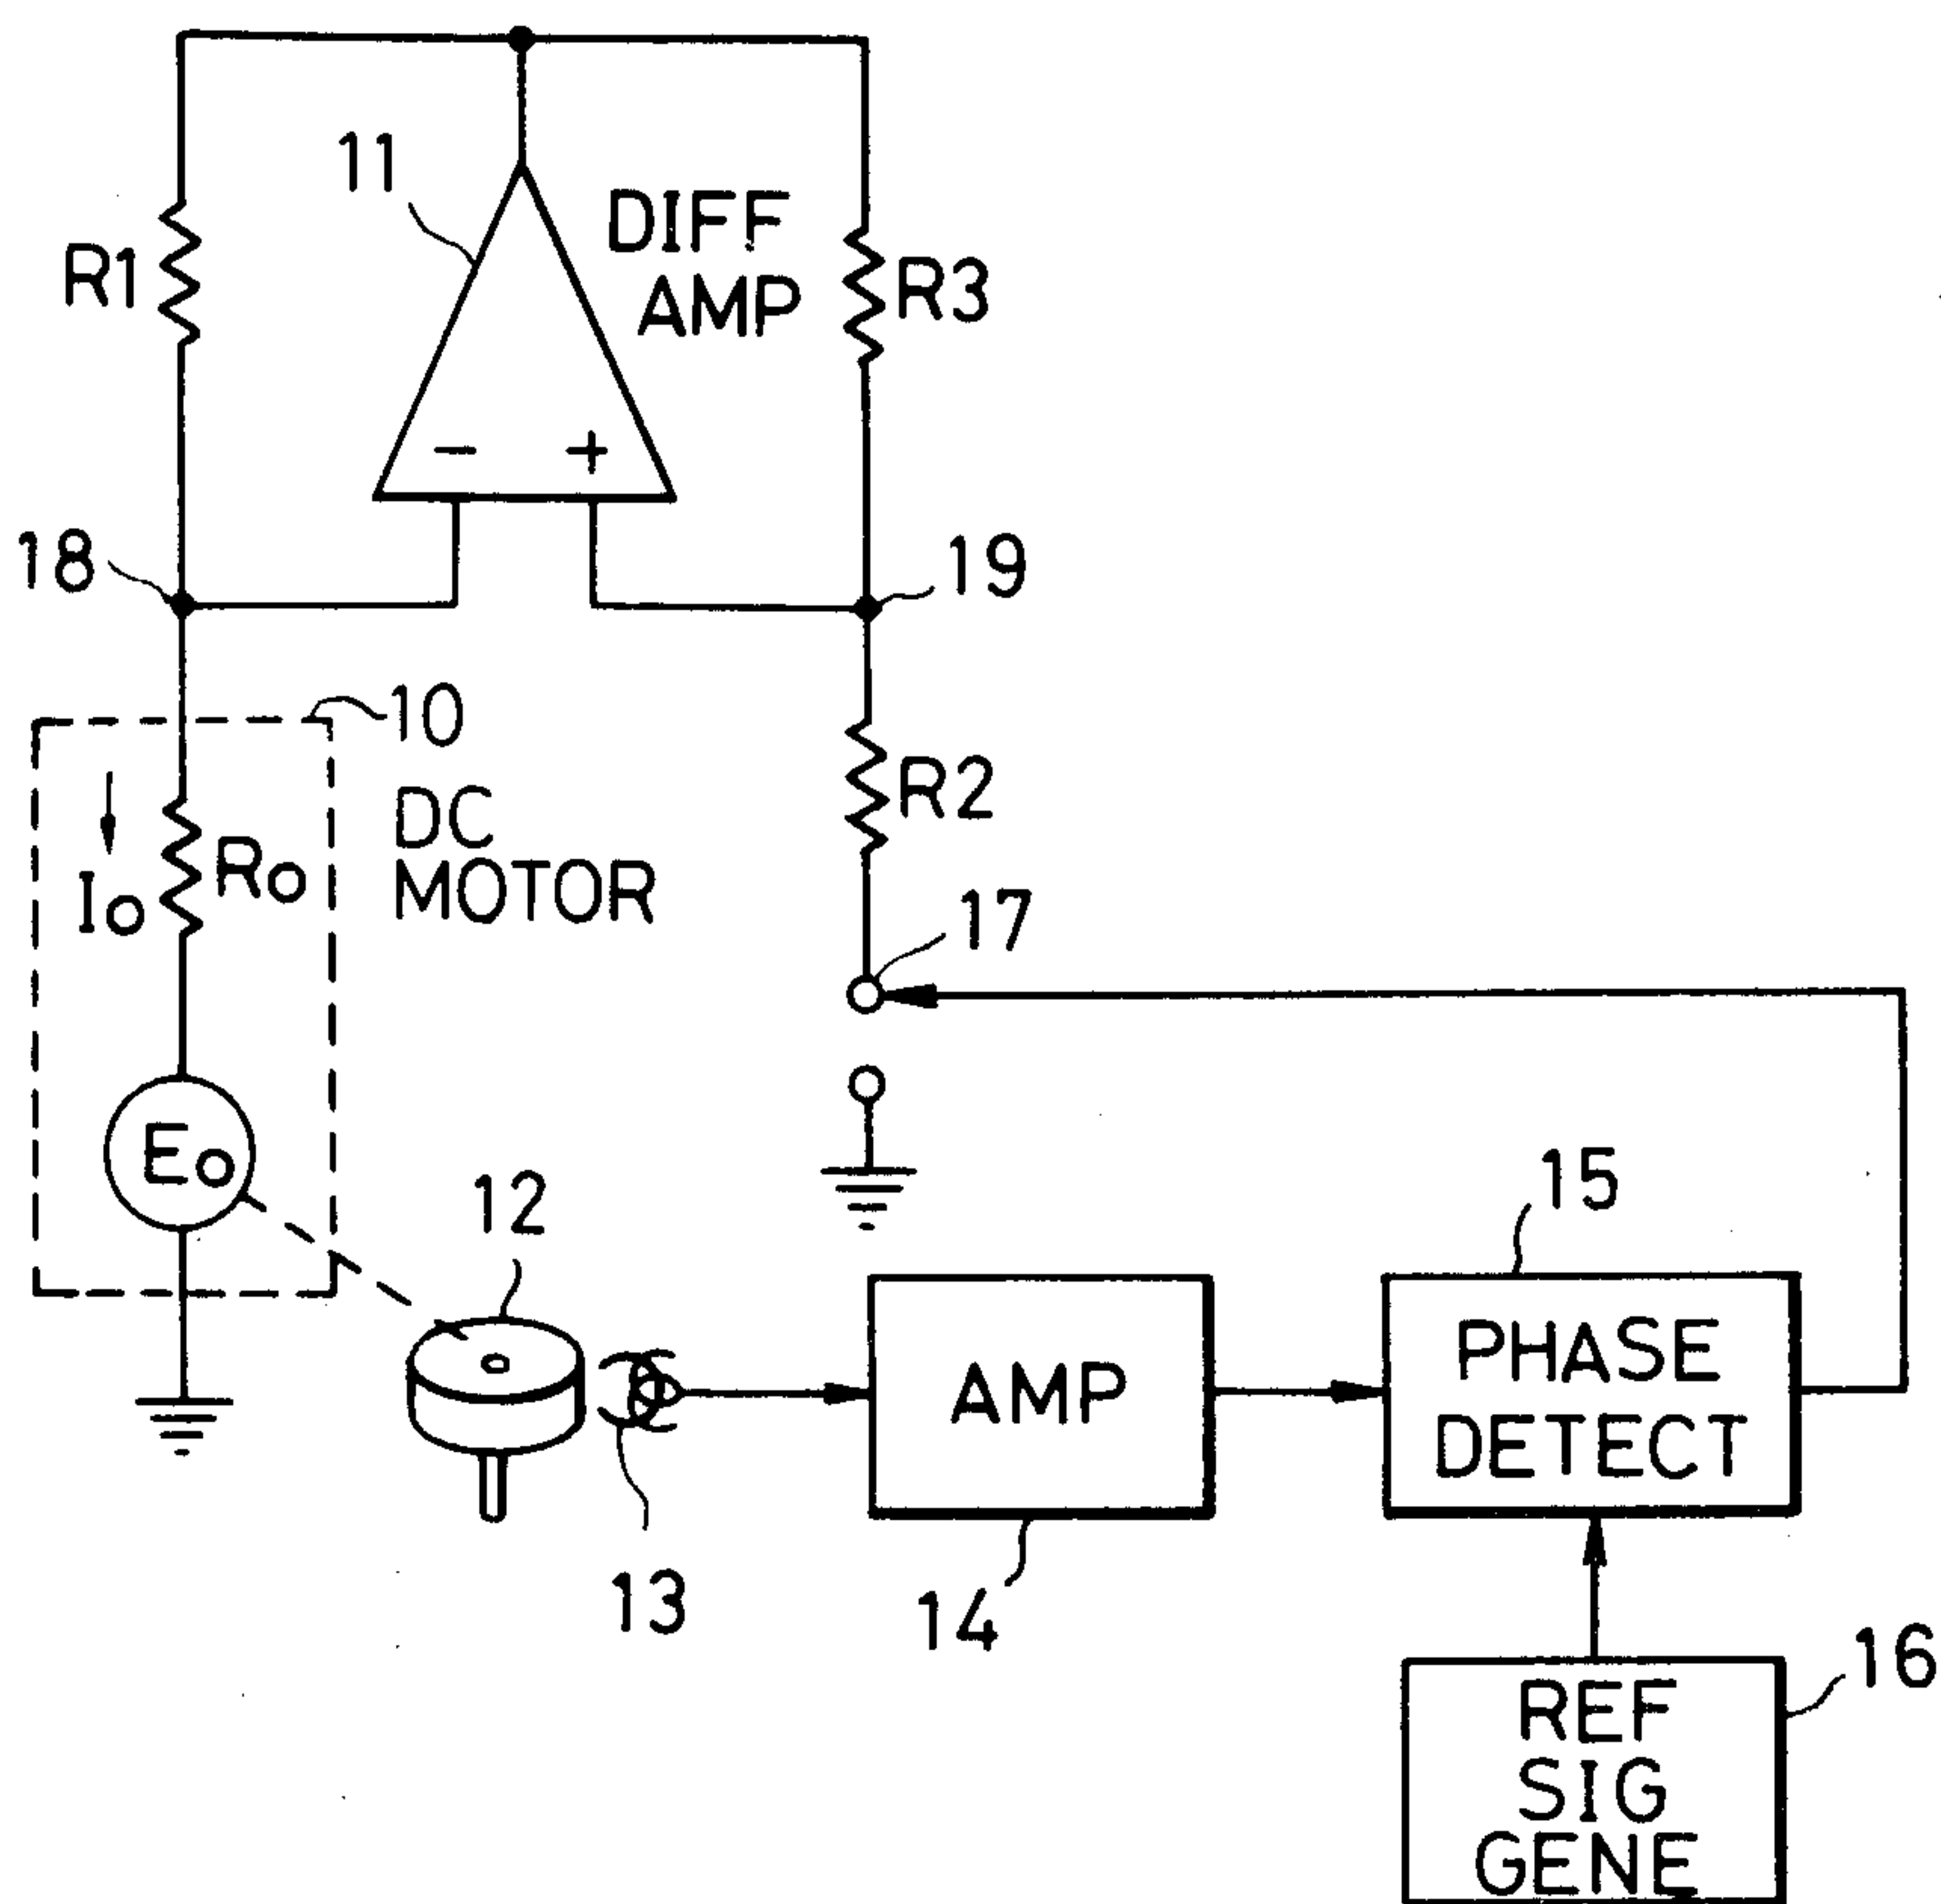 11
DIFF
AMP
R1
R3
18
19
10
DC
MOTOR
R2
Io
Ro
17
Eo
12
15
AMP
PHASE
DETECT
13
14
16
REF
SIG
GENE